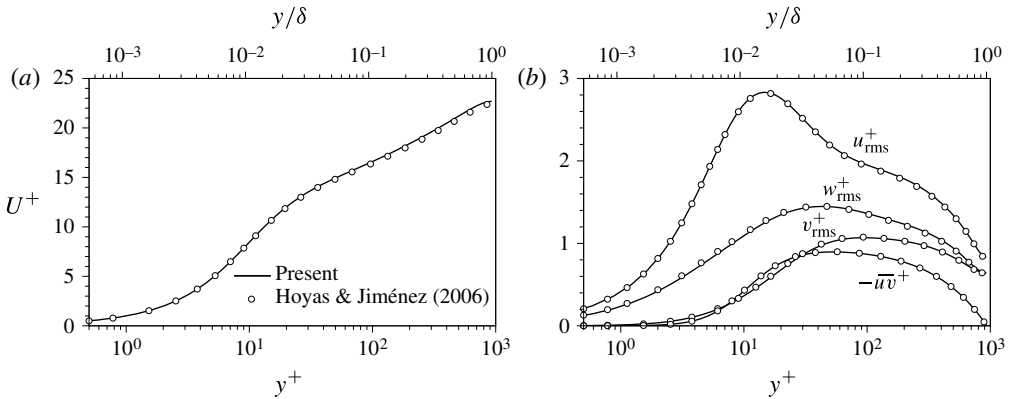 y/δ y/δ
10⁻³ 10⁻² 10⁻¹ 10⁰ 10⁻³ 10⁻² 10⁻¹ 10⁰
(a) (b)
25
20
15
10
5
0
U⁺
Present
Hoyas & Jiménez (2006)
10⁰ 10¹ 10² 10³
y⁺
3
2
1
0
u⁺rms
w⁺rms
v⁺rms
−u̅v̅⁺
10⁰ 10¹ 10² 10³
y⁺